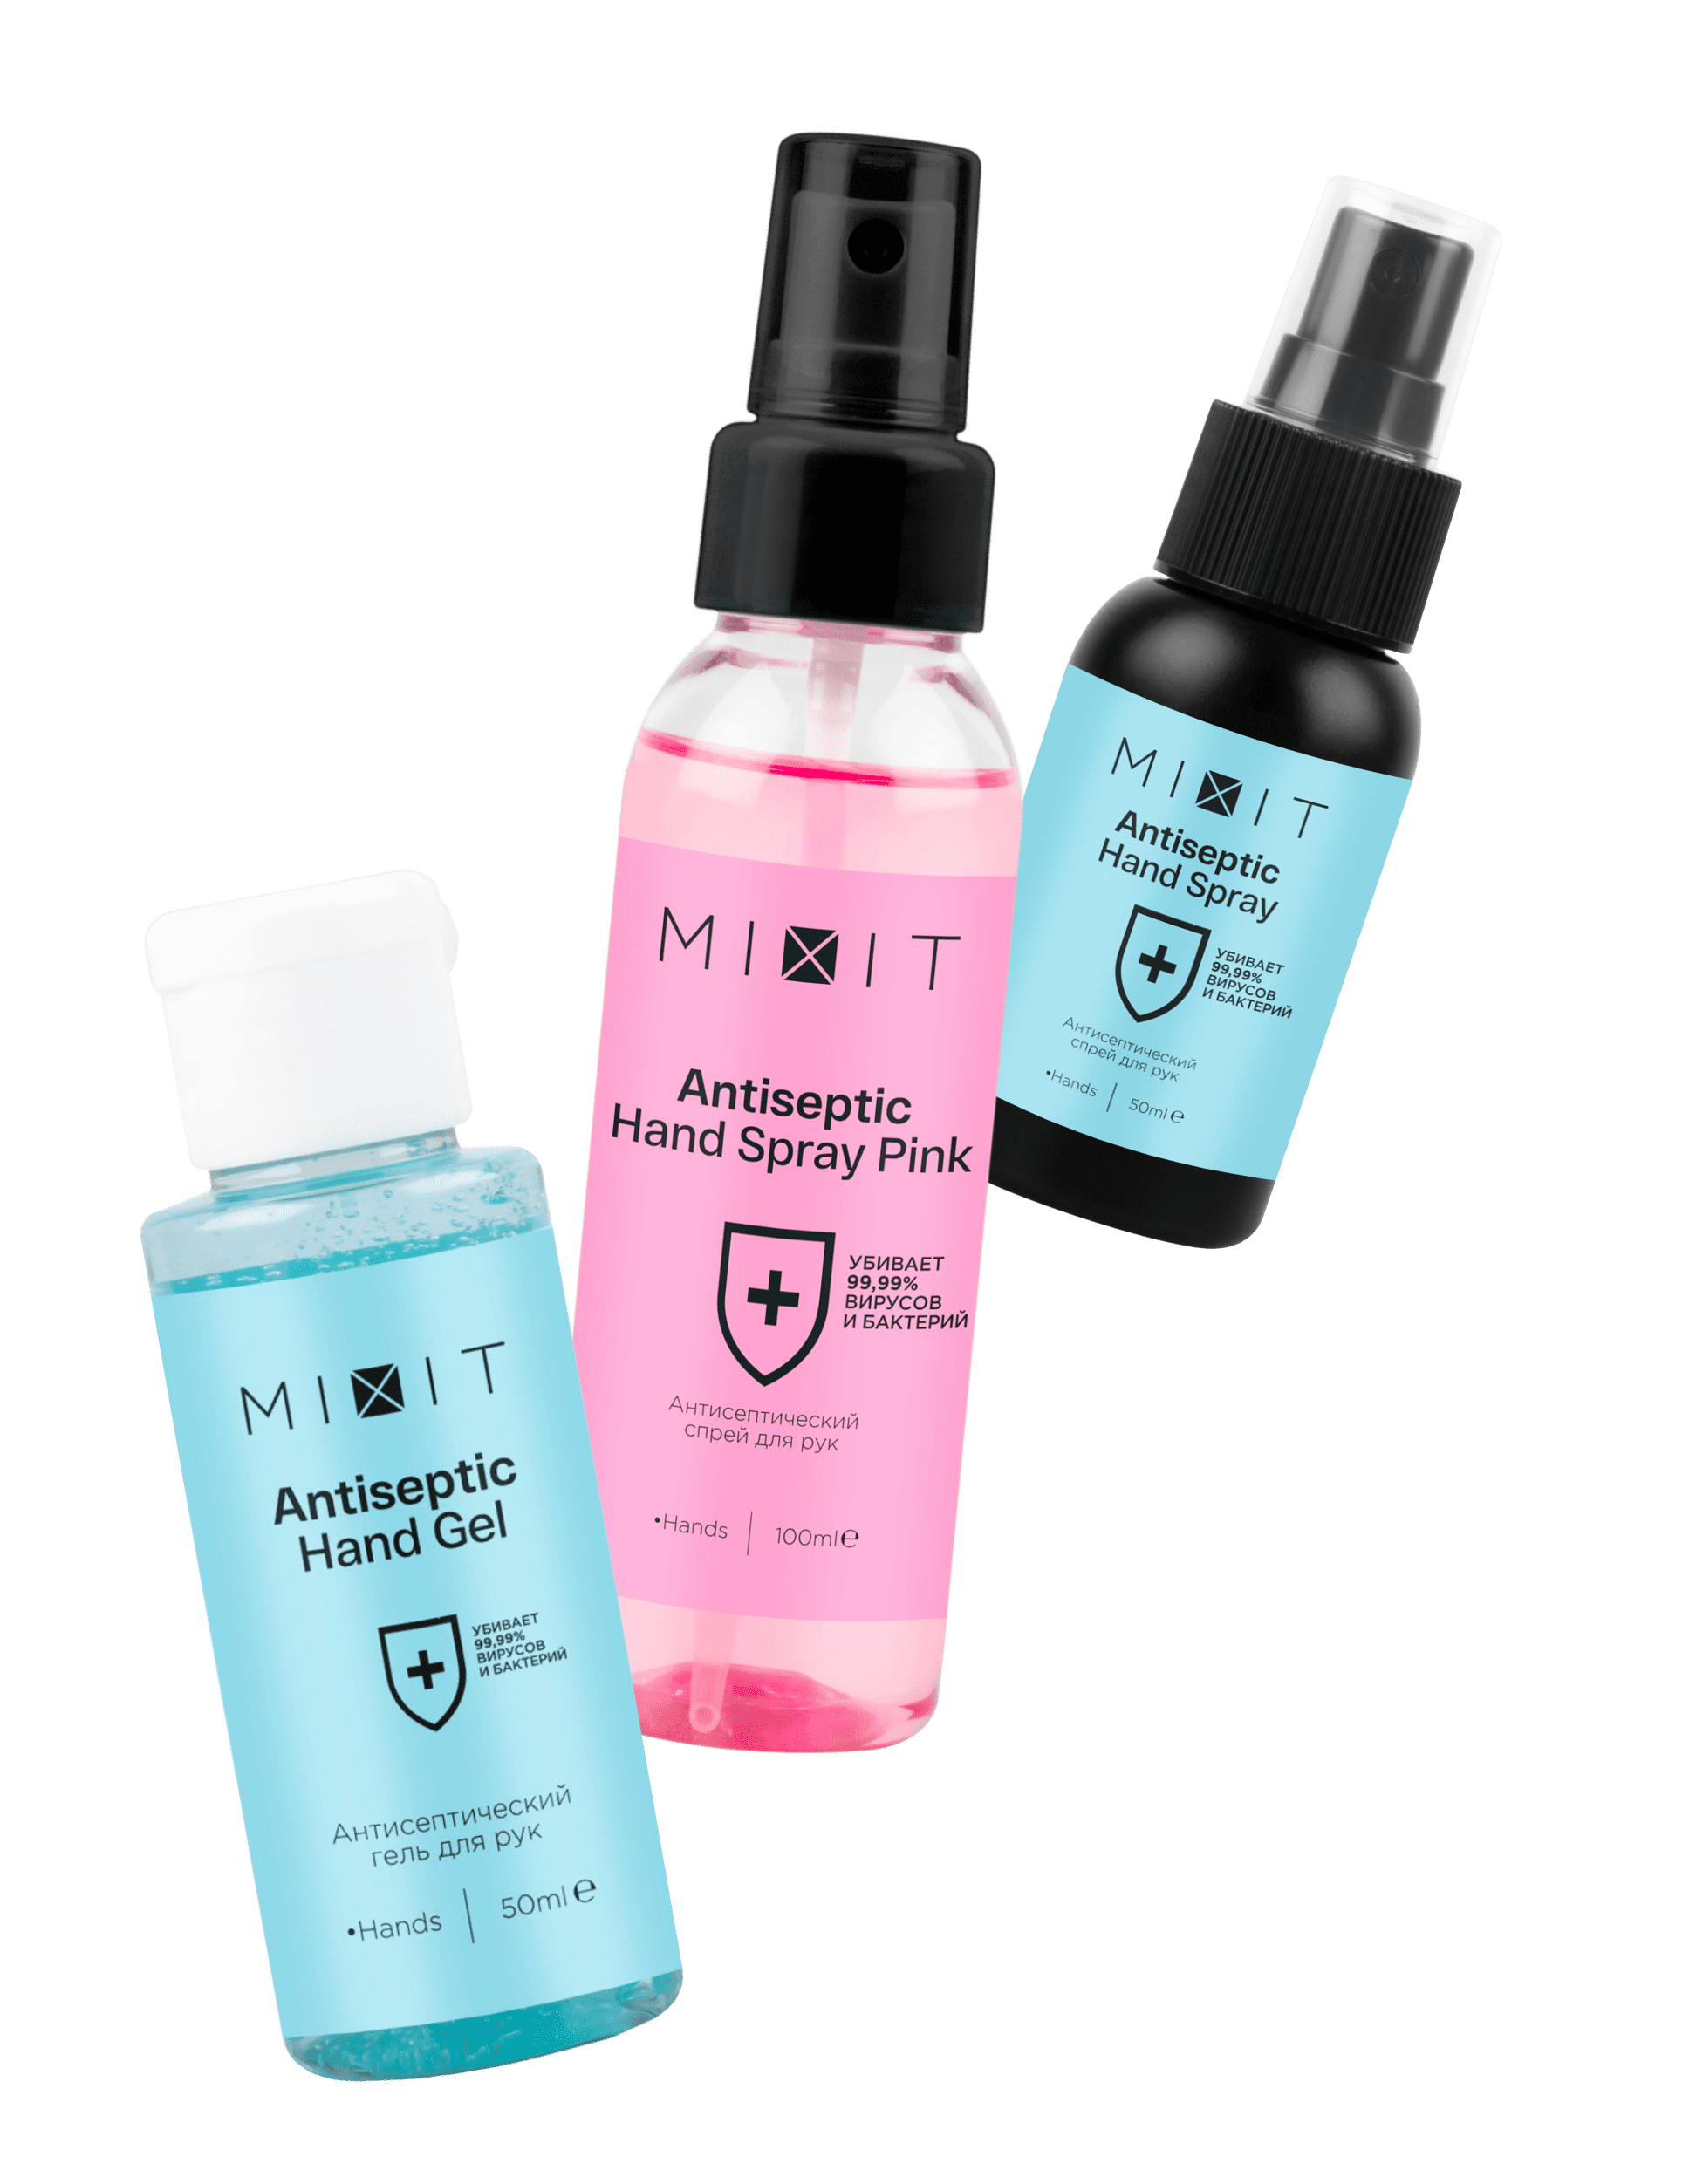 MIXIT
Antiseptic
Hand Gel
УБИВАЕТ
99,99%
ВИРУСОВ
И БАКТЕРИЙ
Антисептический
гель для рук
•Hands | 50ml ℮
MIXIT
Antiseptic
Hand Spray Pink
УБИВАЕТ
99,99%
ВИРУСОВ
И БАКТЕРИЙ
Антисептический
спрей для рук
•Hands | 100ml ℮
MIXIT
Antiseptic
Hand Spray
УБИВАЕТ
99,99%
ВИРУСОВ
И БАКТЕРИЙ
Антисептический
спрей для рук
•Hands | 50ml ℮